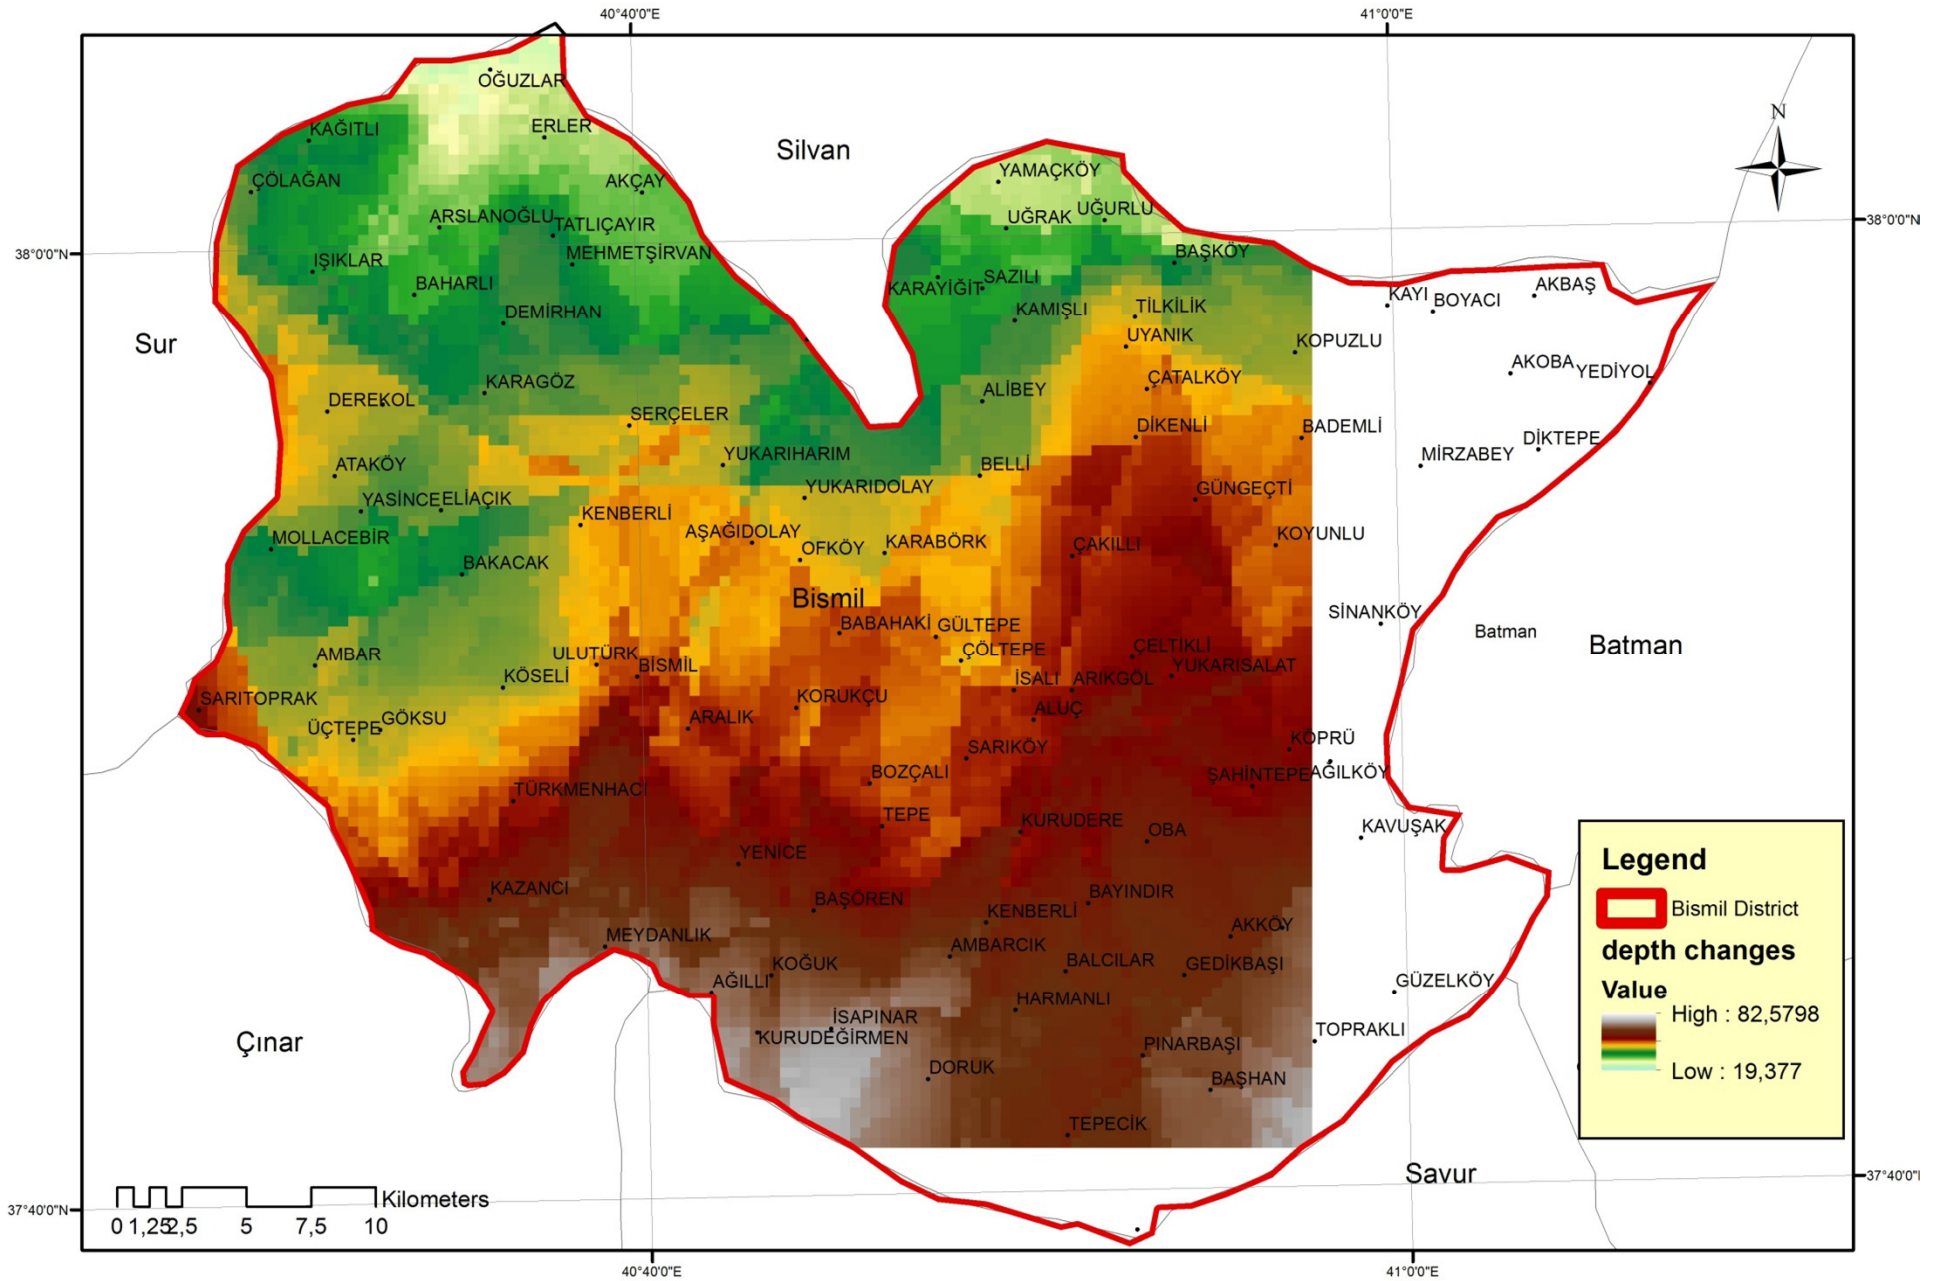 40°40'0"E
41°0'0"E
OĞUZLAR
N
KAĞITLI
ERLER
Silvan
YAMAÇKÖY
ÇÖLAĞAN
AKÇAY
ARSLANOĞLU
TATLIÇAYIR
UĞRAK
UĞURLU
38°0'0"N
38°0'0"N
IŞIKLAR
MEHMETŞİRVAN
BAŞKÖY
BAHARLI
KARAYİĞİT
SAZILI
KAYI
BOYACI
AKBAŞ
DEMİRHAN
KAMIŞLI
TİLKİLİK
Sur
UYANIK
KOPUZLU
AKOBA
YEDİYOL
KARAGÖZ
ALİBEY
ÇATALKÖY
DEREKOL
SERÇELER
DİKENLİ
BADEMLİ
DİKTEPE
ATAKÖY
YUKARIHARIM
BELLİ
MİRZABEY
YASİNCE
ELİAÇIK
YUKARIDOLAY
GÜNGEÇTİ
KENBERLİ
MOLLACEBİR
AŞAĞIDOLAY
OFKÖY
KARABÖRK
ÇAKILLI
KOYUNLU
BAKACAK
Bismil
SİNANKÖY
BABAHAKİ
GÜLTEPE
Batman
Batman
AMBAR
ULUTÜRK
BİSMİL
ÇÖLTEPE
ÇELTİKLİ
YUKARISALAT
KÖSELİ
İSALI
ARIKGÖL
SARITOPRAK
KORUKÇU
ALUÇ
ÜÇTEPE
GÖKSU
ARALIK
SARIKÖY
KÖPRÜ
BOZÇALI
ŞAHİNTEPE
AĞILKÖY
TÜRKMENHACI
TEPE
KURUDERE
OBA
KAVUŞAK
YENİCE
Legend
KAZANCI
BAŞÖREN
BAYINDIR
Bismil District
KENBERLİ
AKKÖY
MEYDANLIK
AMBARCIK
BALCILAR
GEDİKBAŞI
depth changes
KOĞUK
AĞILLI
HARMANLI
GÜZELKÖY
Value
İSAPINAR
High : 82,5798
Çınar
KURUDEĞİRMEN
PINARBAŞI
TOPRAKLI
DORUK
BAŞHAN
Low : 19,377
TEPECİK
Savur
37°40'0"N
Kilometers
0 1,25 2,5 5 7,5 10
40°40'0"E
41°0'0"E